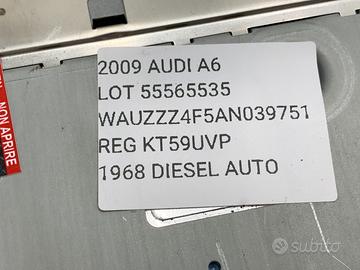 2009 AUDI A6
LOT 55565535
WAUZZZ4F5AN039751
REG KT59UVP
1968 DIESEL AUTO
NON APRIRE
subito